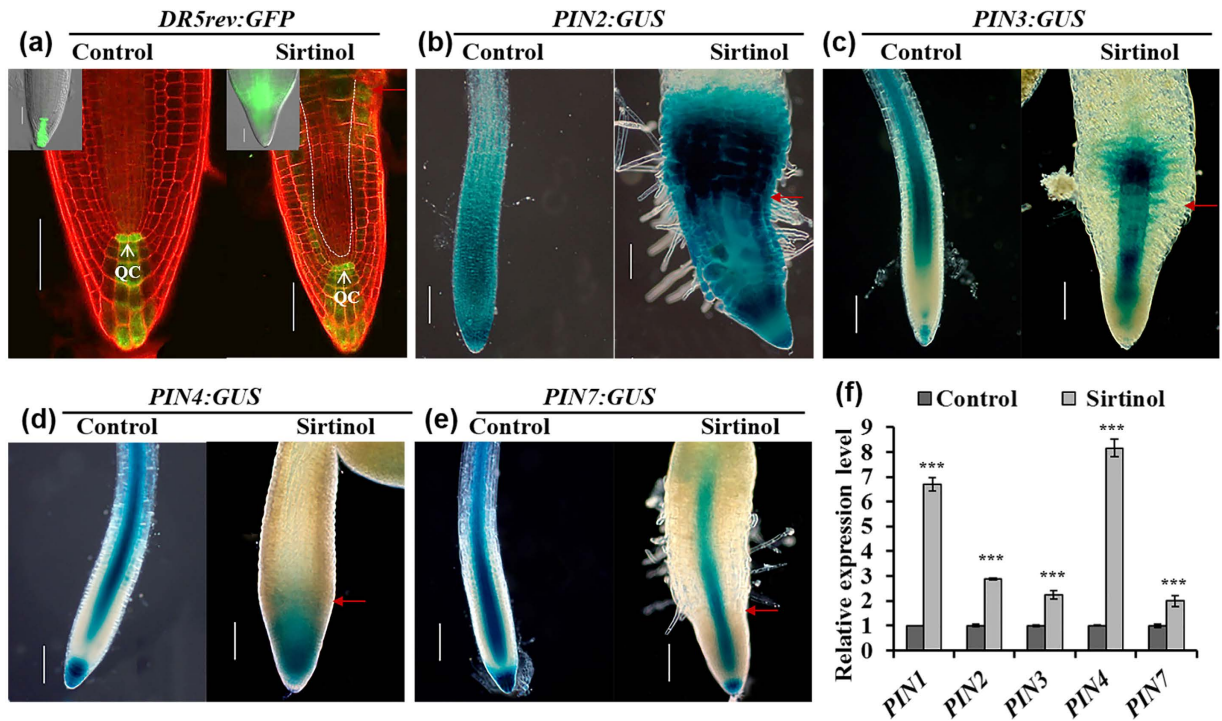 DR5rev:GFP
(a) Control Sirtinol
QC
QC
PIN2:GUS
(b) Control Sirtinol
PIN3:GUS
(c) Control Sirtinol
PIN4:GUS
(d) Control Sirtinol
PIN7:GUS
(e) Control Sirtinol
(f) Control Sirtinol
Relative expression level
9
8
7
6
5
4
3
2
1
0
***
***
***
***
***
PIN1 PIN2 PIN3 PIN4 PIN7